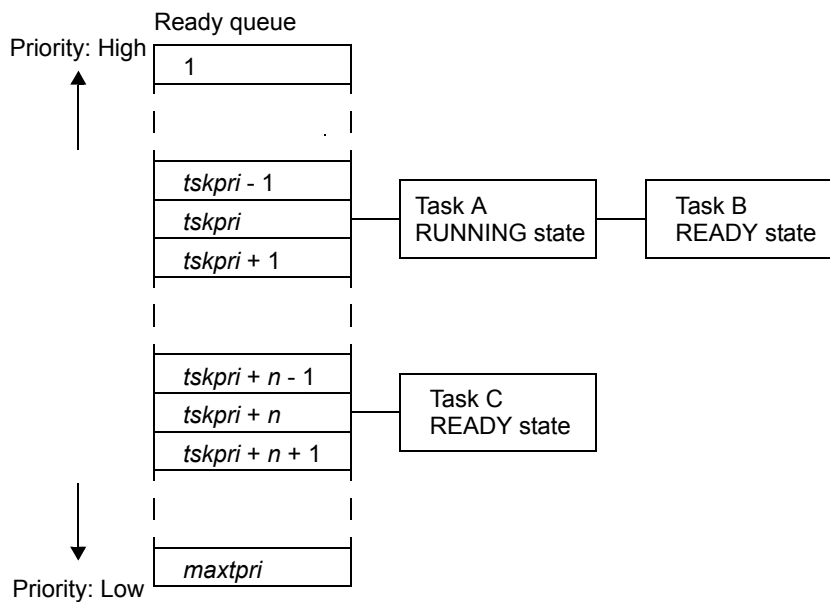 Ready queue
Priority: High
1
tskpri - 1
tskpri
tskpri + 1
Task A
RUNNING state
Task B
READY state
tskpri + n - 1
tskpri + n
tskpri + n + 1
Task C
READY state
maxtpri
Priority: Low